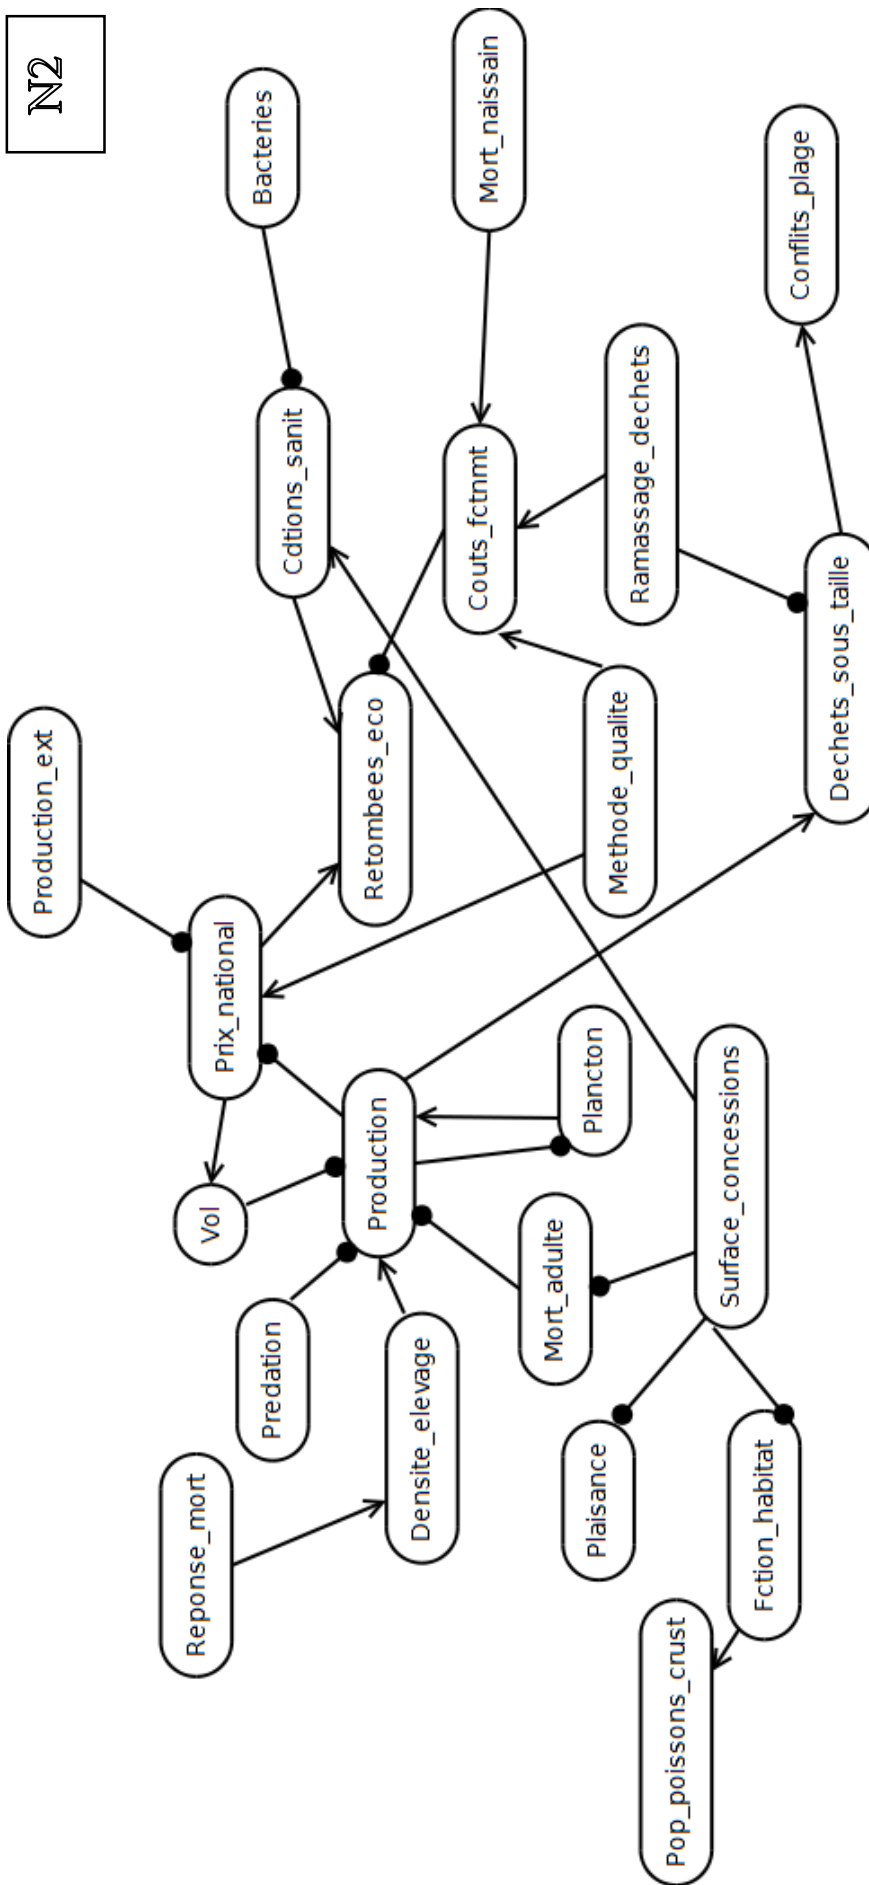 N2
Bacteries
Mort_naissain
Conflits_plage
Cdtions_sanit
Couts_fctnmt
Ramassage_dechets
Dechets_sous_taille
Production_ext
Retombees_eco
Methode_qualite
Prix_national
Vol
Production
Plancton
Surface_concessions
Predation
Densite_elevage
Mort_adulte
Reponse_mort
Plaisance
Fction_habitat
Pop_poissons_crust